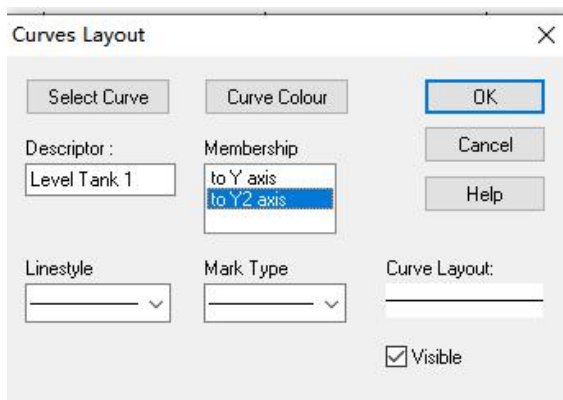 Curves Layout
Select Curve
Curve Colour
OK
Descriptor :
Membership
Cancel
Level Tank 1
to Y axis
to Y2 axis
Help
Linestyle
Mark Type
Curve Layout:
Visible